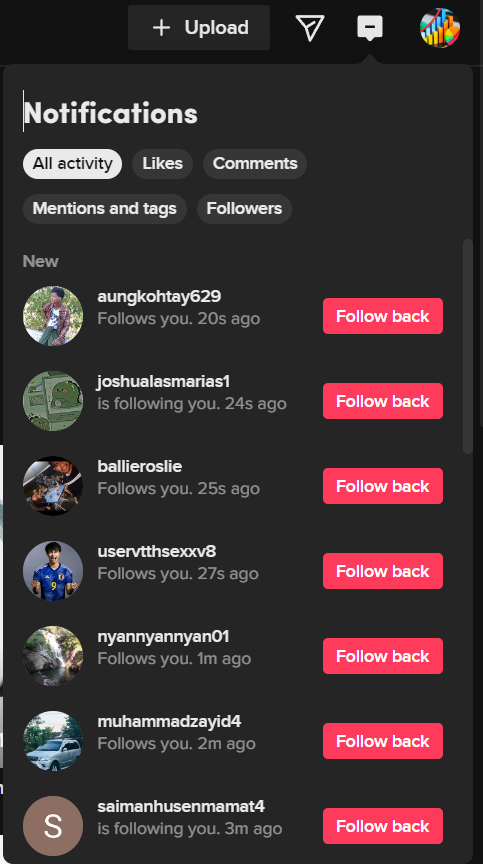 + Upload
Notifications
All activity
Likes
Comments
Mentions and tags
Followers
New
aungkohtay629
Follows you. 20s ago
Follow back
joshualasmarias1
is following you. 24s ago
Follow back
ballieroslie
Follows you. 25s ago
Follow back
uservtthsexxv8
Follows you. 27s ago
Follow back
nyannyannyan01
Follows you. 1m ago
Follow back
muhammadzayid4
Follows you. 2m ago
Follow back
S
saimanhusenmamat4
is following you. 3m ago
Follow back